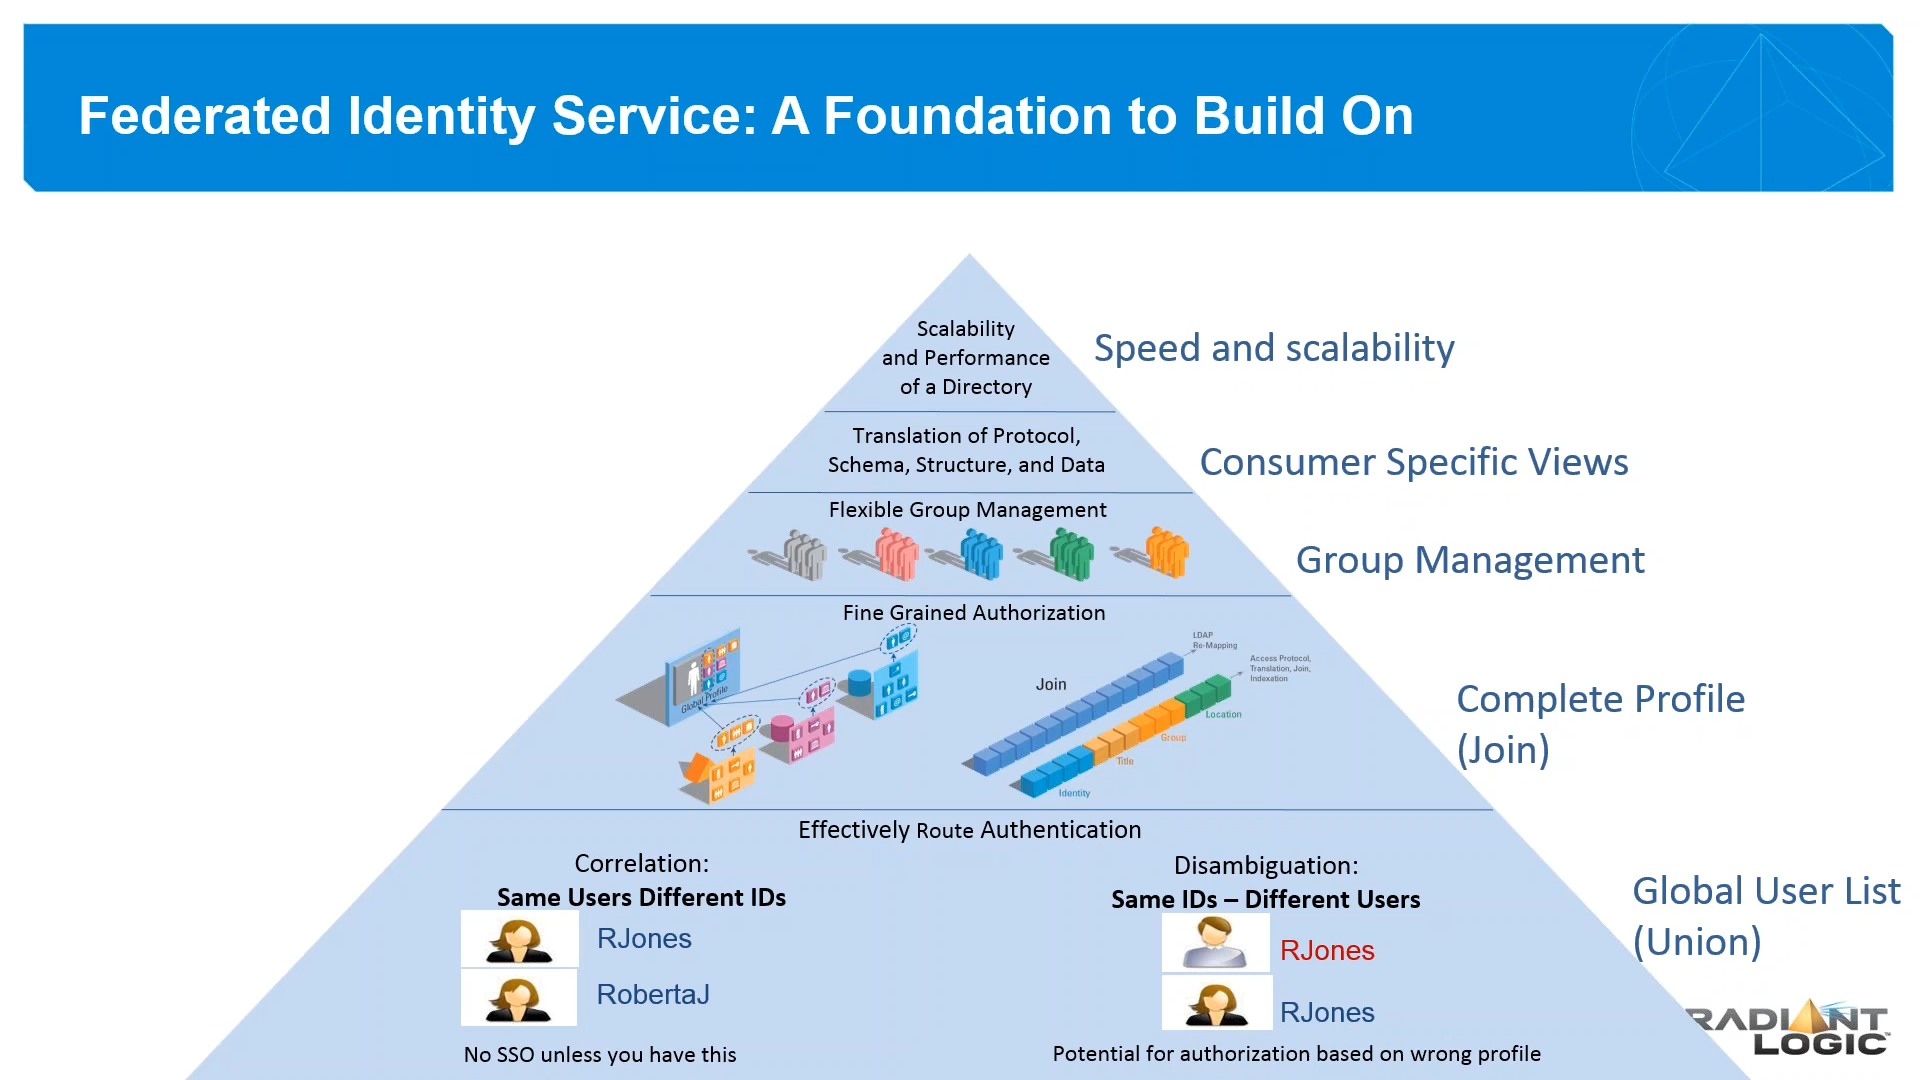 Federated Identity Service: A Foundation to Build On
Scalability
and Performance
of a Directory
Speed and scalability
Translation of Protocol,
Schema, Structure, and Data
Consumer Specific Views
Flexible Group Management
Group Management
Fine Grained Authorization
Global Profile
Join
LDAP
Re-Mapping
Access Protocol,
Translation, Join,
Indexation
Location
Group
Title
Identity
Complete Profile
(Join)
Effectively Route Authentication
Correlation:
Same Users Different IDs
RJones
RobertaJ
No SSO unless you have this
Disambiguation:
Same IDs – Different Users
RJones
RJones
Potential for authorization based on wrong profile
Global User List
(Union)
RADIANT
LOGIC™